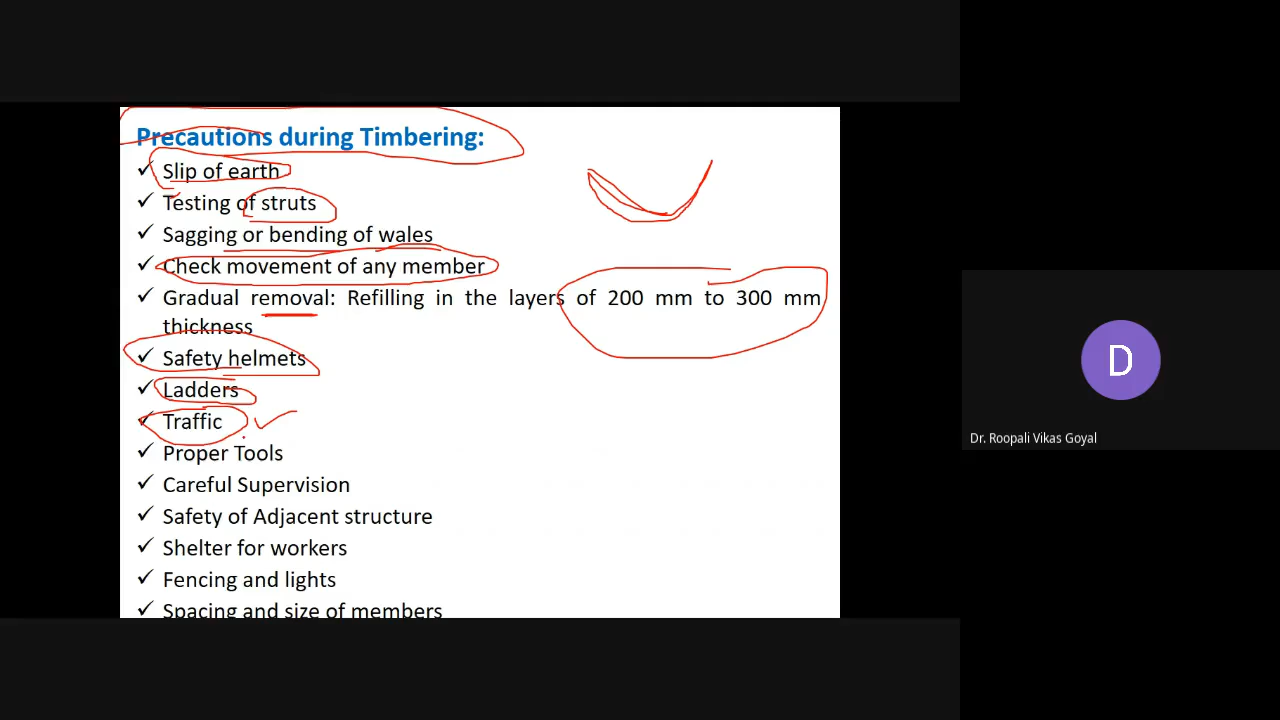 Precautions during Timbering:
✓ Slip of earth
✓ Testing of struts
✓ Sagging or bending of wales
✓ Check movement of any member
✓ Gradual removal: Refilling in the layers of 200 mm to 300 mm
thickness
✓ Safety helmets
✓ Ladders
✓ Traffic
✓ Proper Tools
✓ Careful Supervision
✓ Safety of Adjacent structure
✓ Shelter for workers
✓ Fencing and lights
✓ Spacing and size of members
D
Dr. Roopali Vikas Goyal